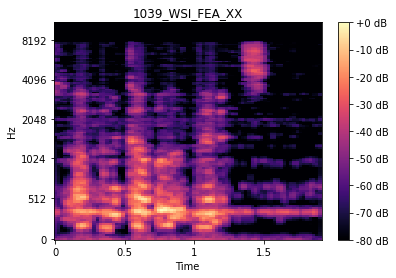 1039_WSI_FEA_XX
+0 dB
8192
-10 dB
4096
-20 dB
-30 dB
2048
Hz
-40 dB
1024
-50 dB
512
-60 dB
-70 dB
0
-80 dB
0 0.5 1 1.5
Time